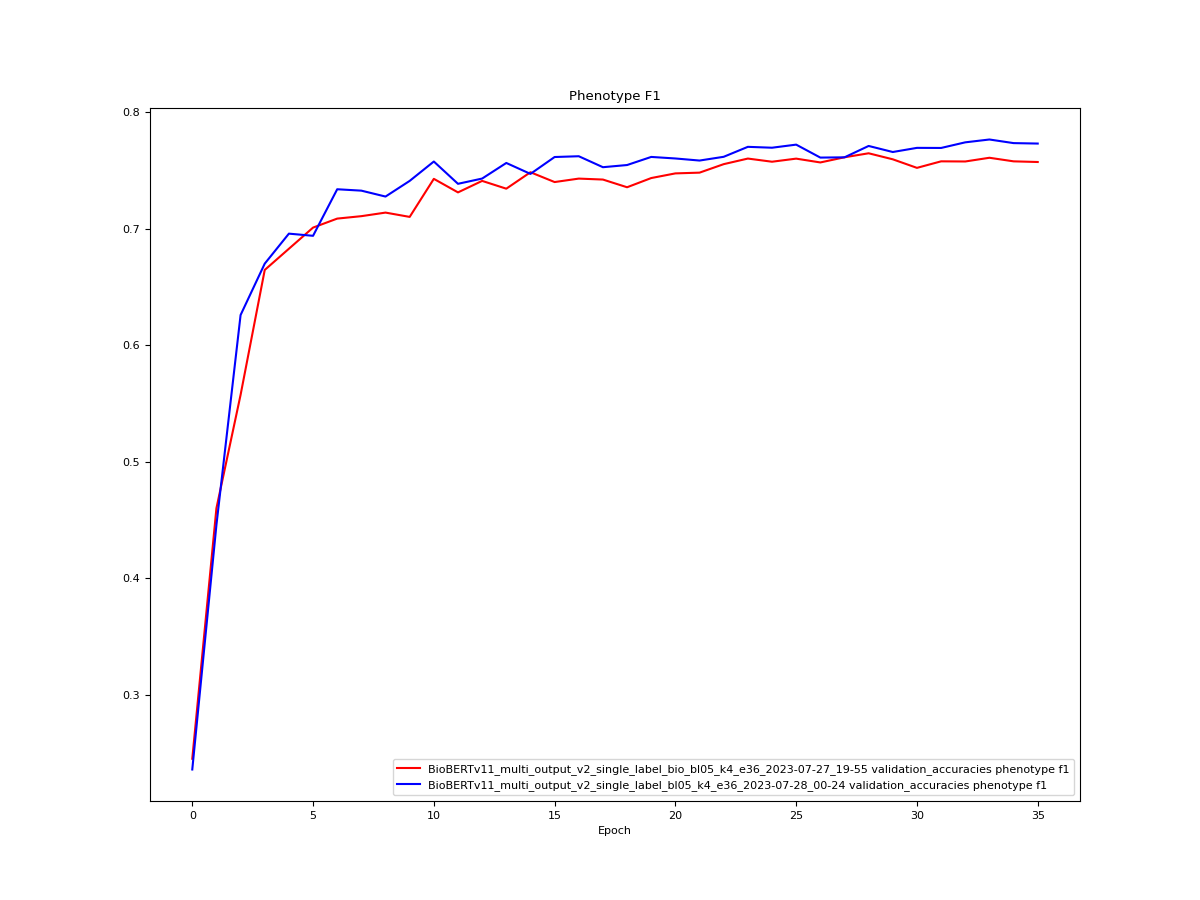 Phenotype F1
0.8
0.7
0.6
0.5
0.4
0.3
BioBERTv11_multi_output_v2_single_label_bio_bl05_k4_e36_2023-07-27_19-55 validation_accuracies phenotype f1
BioBERTv11_multi_output_v2_single_label_bl05_k4_e36_2023-07-28_00-24 validation_accuracies phenotype f1
0 5 10 15 20 25 30 35
Epoch